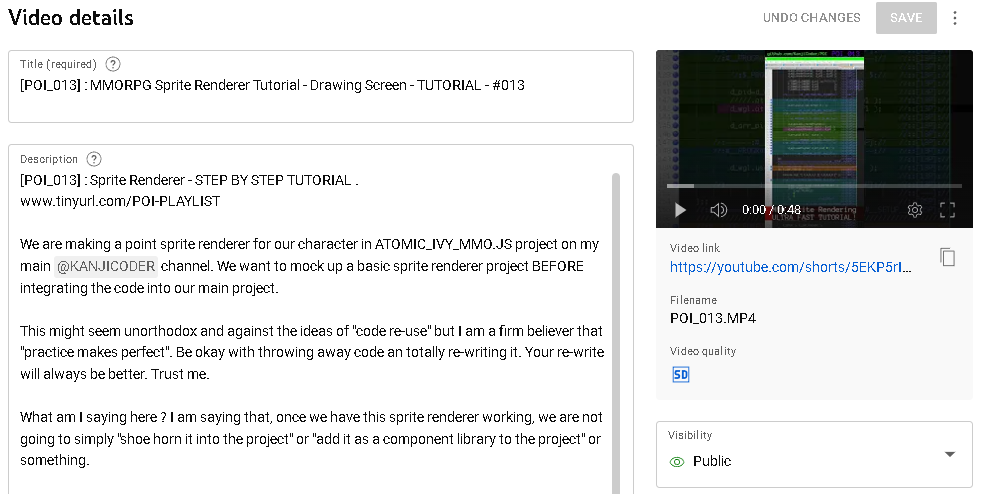 Video details
UNDO CHANGES
SAVE
Title (required)
[POI_013] : MMORPG Sprite Renderer Tutorial - Drawing Screen - TUTORIAL - #013
Description
[POI_013] : Sprite Renderer - STEP BY STEP TUTORIAL .
www.tinyurl.com/POI-PLAYLIST
We are making a point sprite renderer for our character in ATOMIC_IVY_MMO.JS project on my
main @KANJICODER channel. We want to mock up a basic sprite renderer project BEFORE
integrating the code into our main project.
This might seem unorthodox and against the ideas of "code re-use" but I am a firm believer that
"practice makes perfect". Be okay with throwing away code an totally re-writing it. Your re-write
will always be better. Trust me.
What am I saying here ? I am saying that, once we have this sprite renderer working, we are not
going to simply "shoe horn it into the project" or "add it as a component library to the project" or
something.
0:00 / 0:48
Sprite Rendering
ULTRA FAST TUTORIAL!
Video link
https://youtube.com/shorts/5EKP5rI...
Filename
POI_013.MP4
Video quality
SD
Visibility
Public